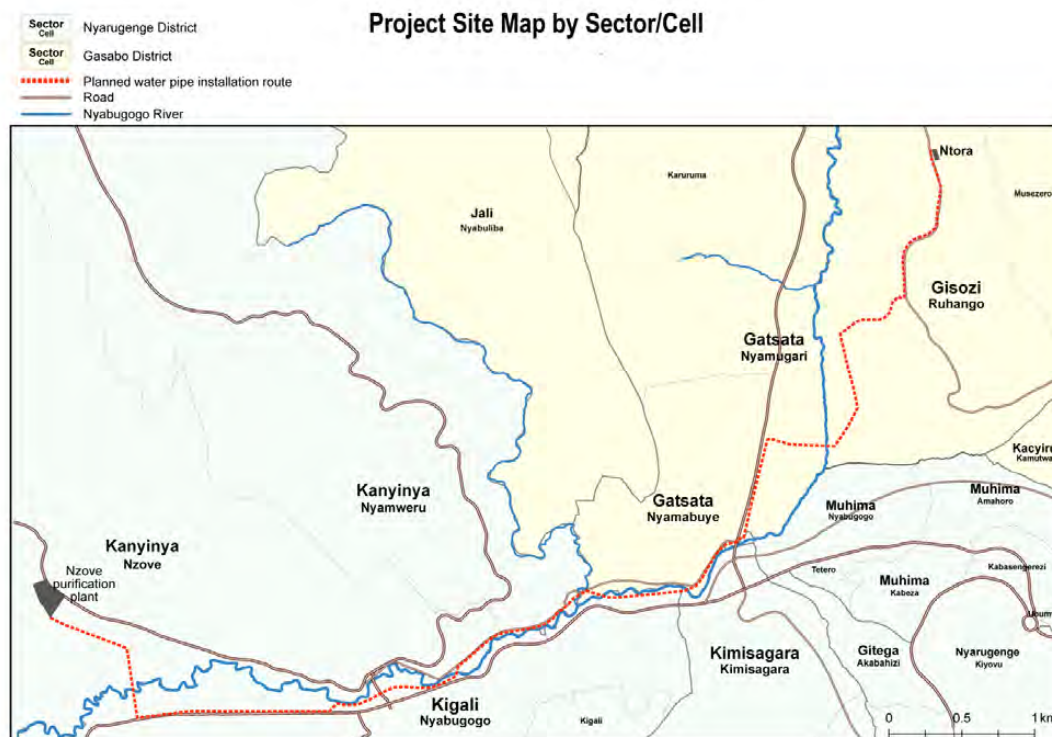 Project Site Map by Sector/Cell
Sector
Cell
Nyarugenge District
Sector
Cell
Gasabo District
Planned water pipe installation route
Road
Nyabugogo River
Ntora
Karuruma
Musezero
Jali
Nyabuliba
Gisozi
Ruhango
Gatsata
Nyamugari
Kacyiru
Kamutwa
Kanyinya
Nyamweru
Gatsata
Nyamabuye
Muhima
Nyabugogo
Muhima
Amahoro
Kanyinya
Nzove
Nzove
purification
plant
Tetero
Kabasengerezi
Muhima
Kabeza
Kimisagara
Kimisagara
Gitega
Akabahizi
Nyarugenge
Kiyovu
Kigali
Nyabugogo
Kigali
0 0.5 1 km